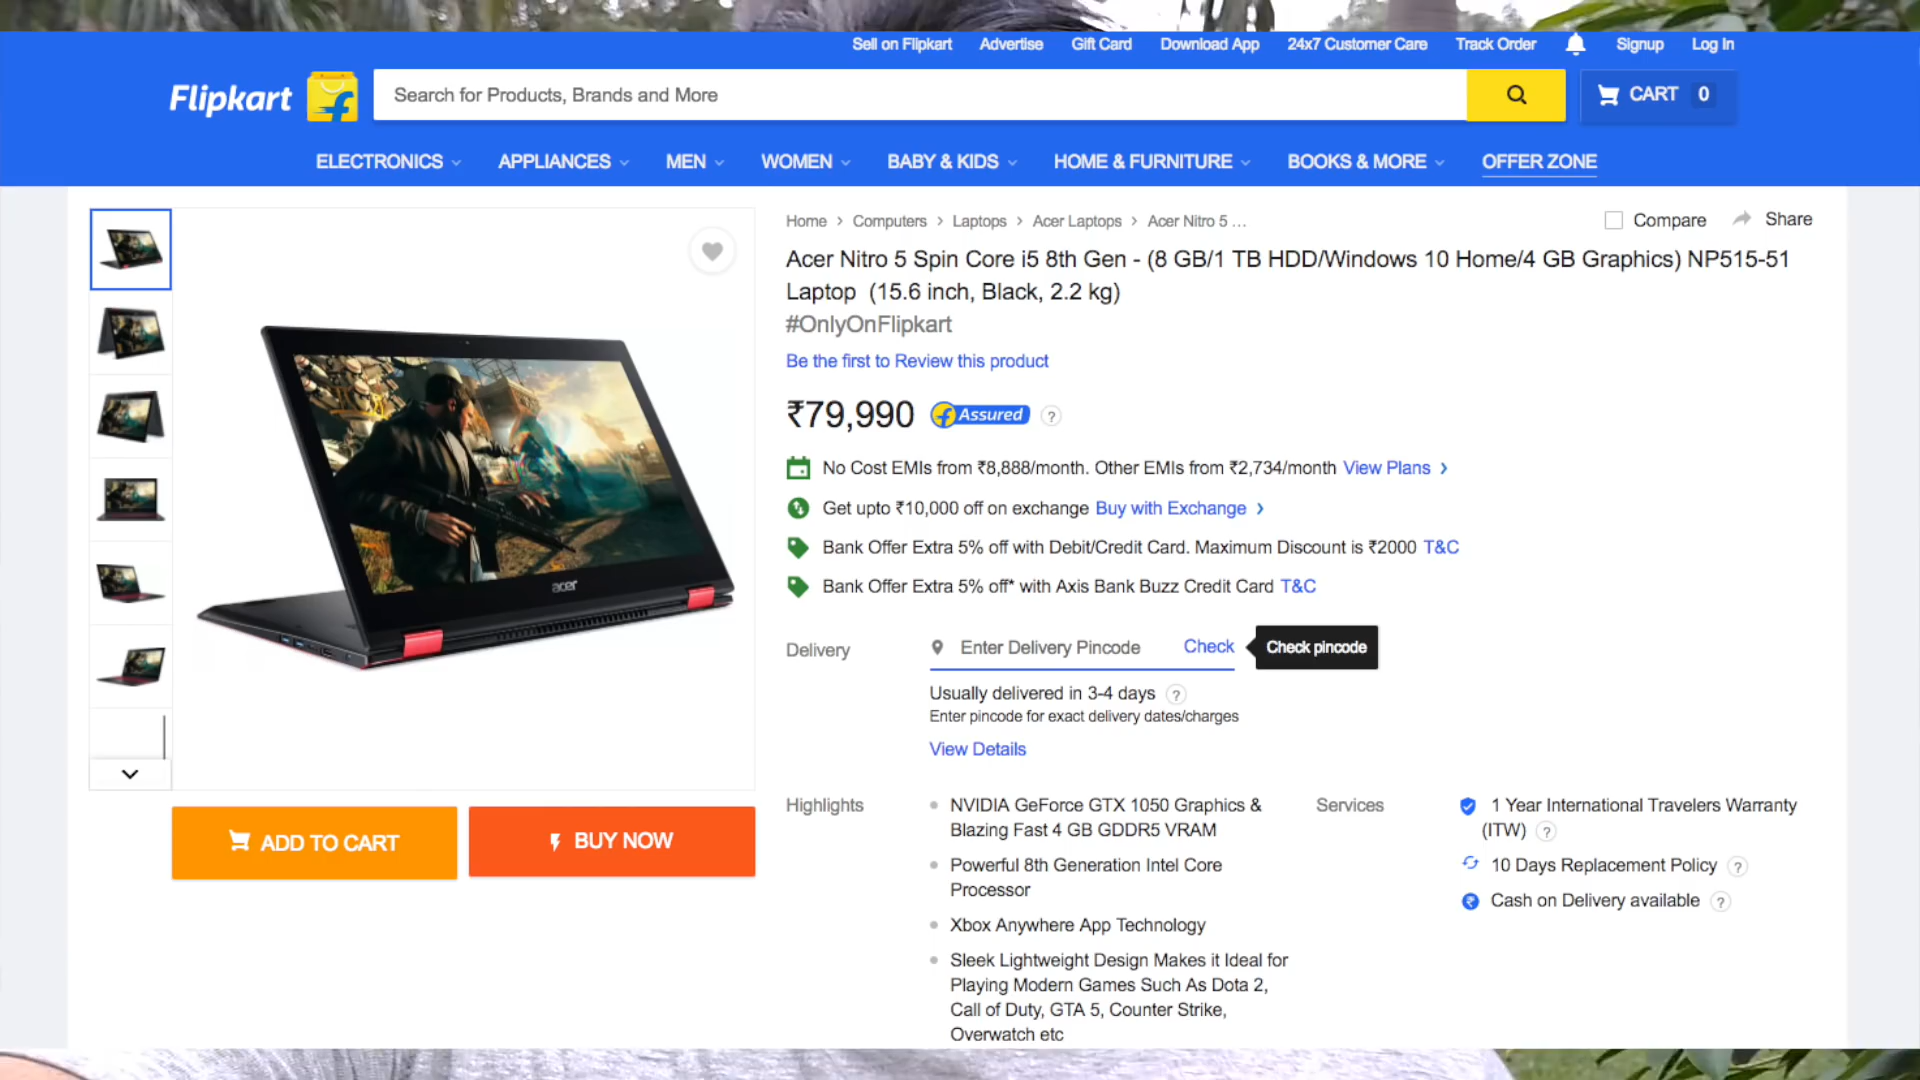 Sell on Flipkart Advertise Gift Card Download App 24x7 Customer Care Track Order Signup Log In
Flipkart Search for Products, Brands and More CART 0
ELECTRONICS APPLIANCES MEN WOMEN BABY & KIDS HOME & FURNITURE BOOKS & MORE OFFER ZONE
Home > Computers > Laptops > Acer Laptops > Acer Nitro 5 ...
Compare Share
Acer Nitro 5 Spin Core i5 8th Gen - (8 GB/1 TB HDD/Windows 10 Home/4 GB Graphics) NP515-51
Laptop (15.6 inch, Black, 2.2 kg)
#OnlyOnFlipkart
Be the first to Review this product
₹79,990 Assured ?
No Cost EMIs from ₹8,888/month. Other EMIs from ₹2,734/month View Plans >
Get upto ₹10,000 off on exchange Buy with Exchange >
Bank Offer Extra 5% off with Debit/Credit Card. Maximum Discount is ₹2000 T&C
Bank Offer Extra 5% off* with Axis Bank Buzz Credit Card T&C
acer
Delivery Enter Delivery Pincode Check Check pincode
Usually delivered in 3-4 days ?
Enter pincode for exact delivery dates/charges
View Details
ADD TO CART BUY NOW
Highlights
NVIDIA GeForce GTX 1050 Graphics &
Blazing Fast 4 GB GDDR5 VRAM
Powerful 8th Generation Intel Core
Processor
Xbox Anywhere App Technology
Sleek Lightweight Design Makes it Ideal for
Playing Modern Games Such As Dota 2,
Call of Duty, GTA 5, Counter Strike,
Overwatch etc
Services
1 Year International Travelers Warranty
(ITW) ?
10 Days Replacement Policy ?
Cash on Delivery available ?